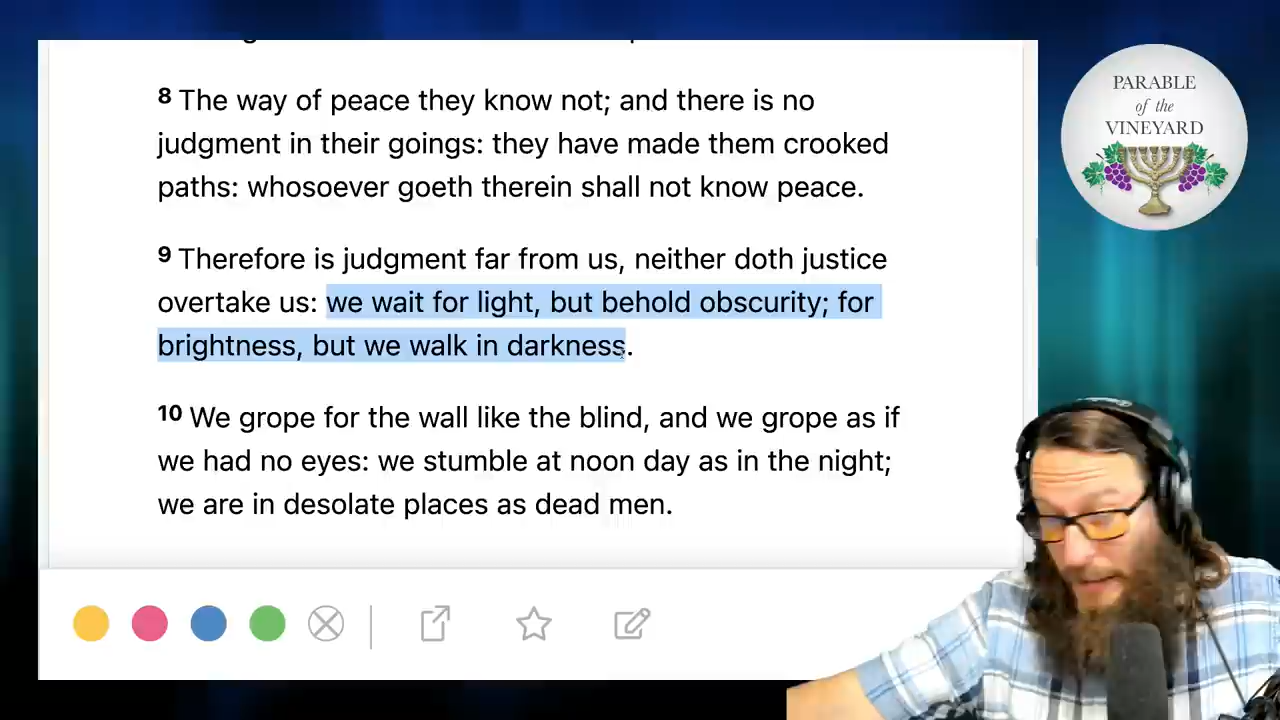 8 The way of peace they know not; and there is no
judgment in their goings: they have made them crooked
paths: whosoever goeth therein shall not know peace.
9 Therefore is judgment far from us, neither doth justice
overtake us: we wait for light, but behold obscurity; for
brightness, but we walk in darkness.
10 We grope for the wall like the blind, and we grope as if
we had no eyes: we stumble at noon day as in the night;
we are in desolate places as dead men.
PARABLE
of the
VINEYARD